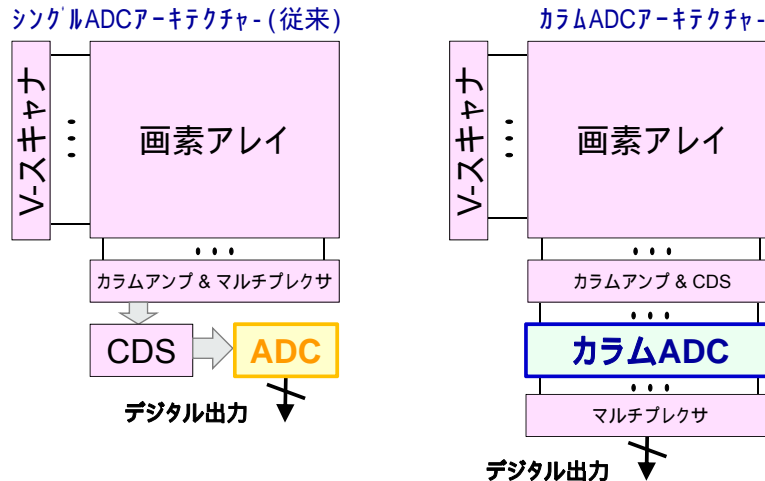 シングルADCアーキテクチャ-(従来)
V-スキャナ
画素アレイ
カラムアンプ & マルチプレクサ
CDS
ADC
デジタル出力
カラムADCアーキテクチャ-
V-スキャナ
画素アレイ
カラムアンプ & CDS
カラムADC
マルチプレクサ
デジタル出力